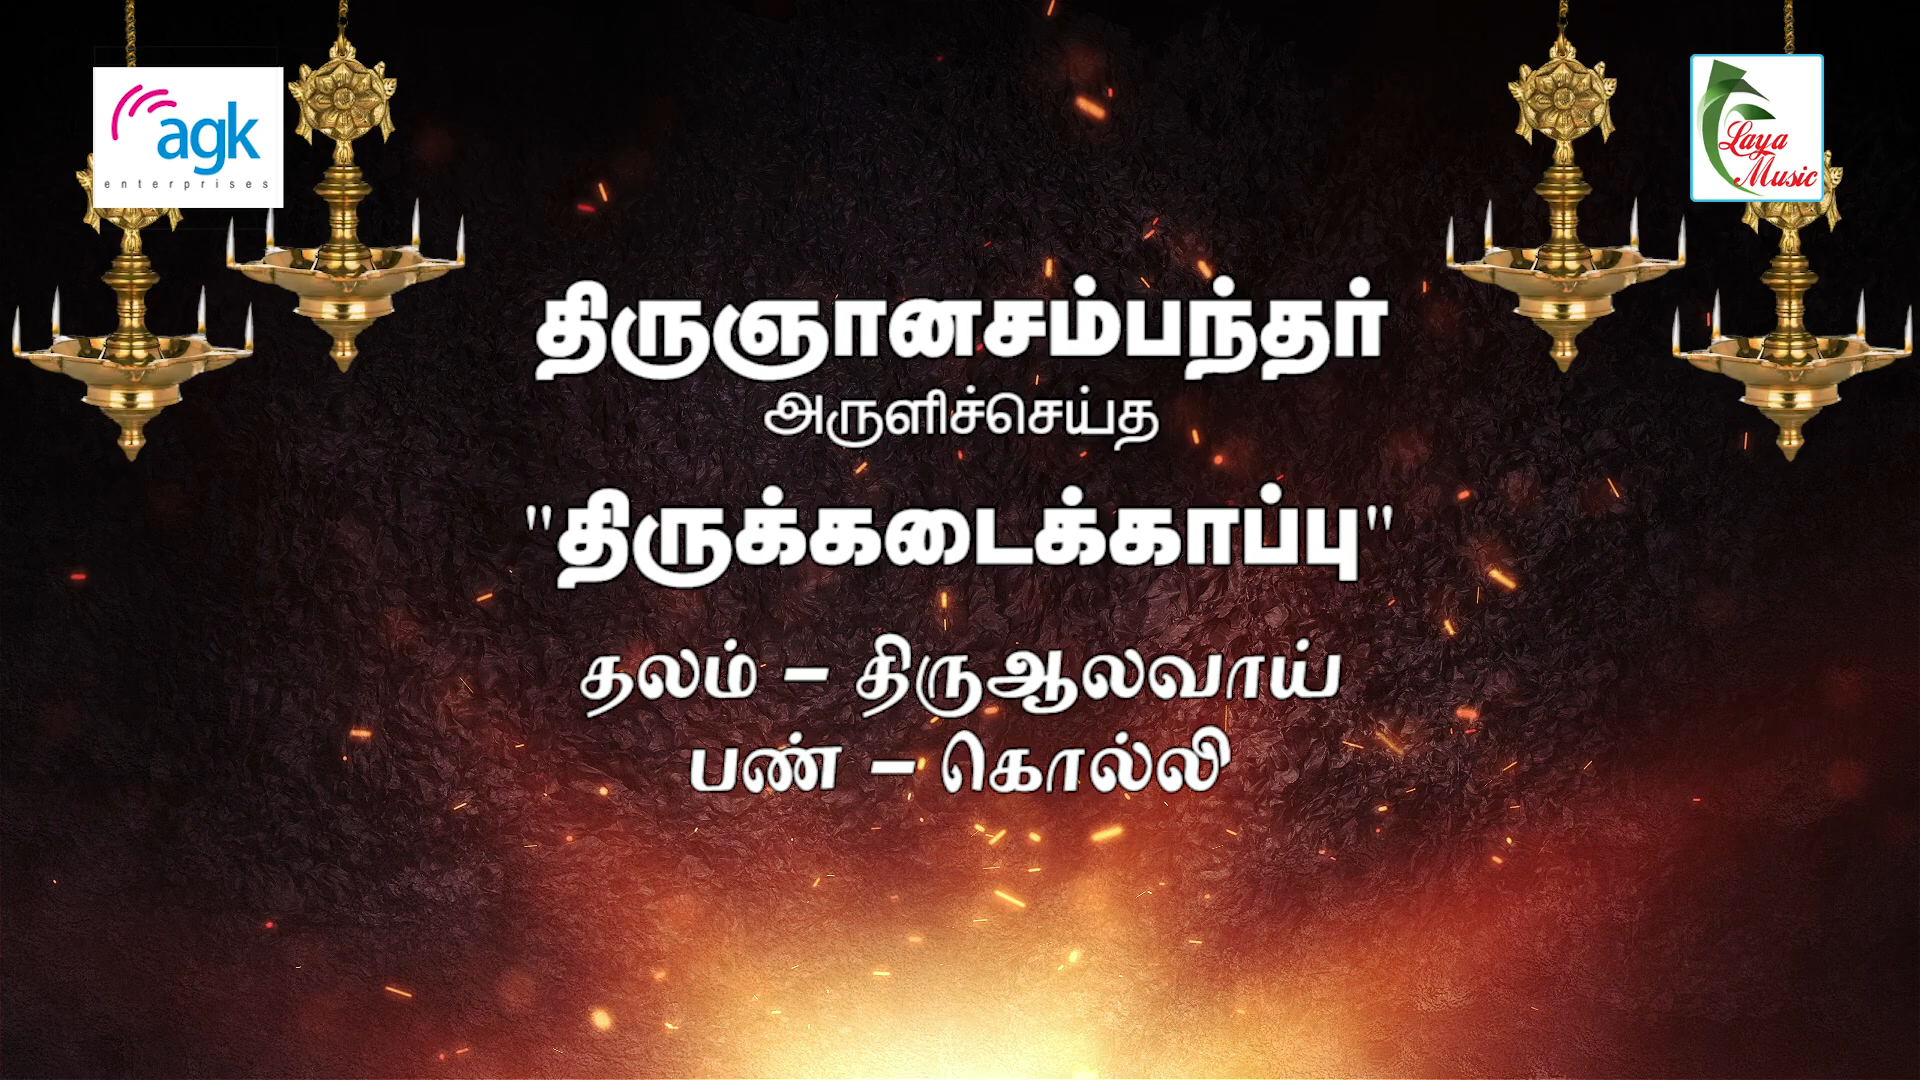 agk
enterprises
Laya
Music
திருஞானசம்பந்தர்
அருளிச்செய்த
"திருக்கடைக்காப்பு"
தலம் – திருஆலவாய்
பண் – கொல்லி